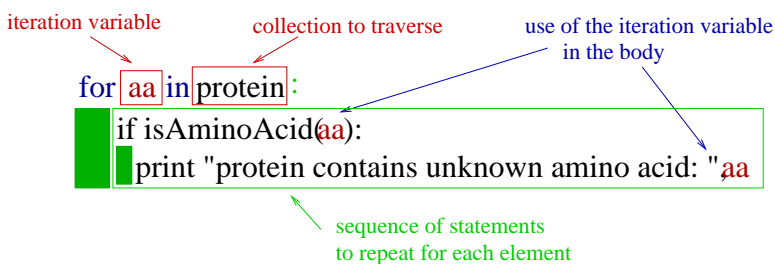 iteration variable
collection to traverse
use of the iteration variable
in the body
for aa in protein :
if isAminoAcid(aa):
print "protein contains unknown amino acid: ",aa
sequence of statements
to repeat for each element